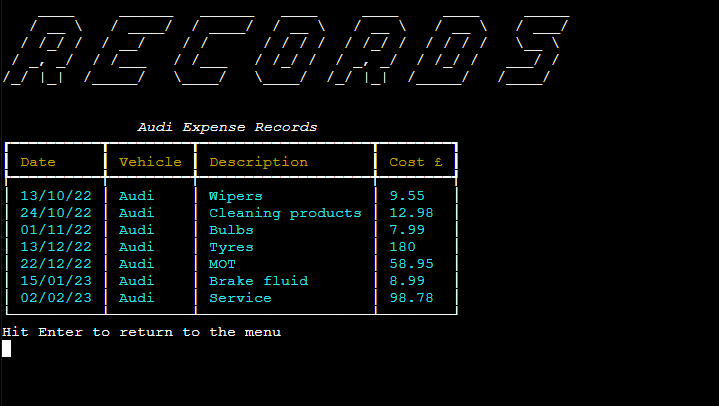 RECORDS
Audi Expense Records
Date Vehicle Description Cost £
13/10/22 Audi Wipers 9.55
24/10/22 Audi Cleaning products 12.98
01/11/22 Audi Bulbs 7.99
13/12/22 Audi Tyres 180
22/12/22 Audi MOT 58.95
15/01/23 Audi Brake fluid 8.99
02/02/23 Audi Service 98.78
Hit Enter to return to the menu